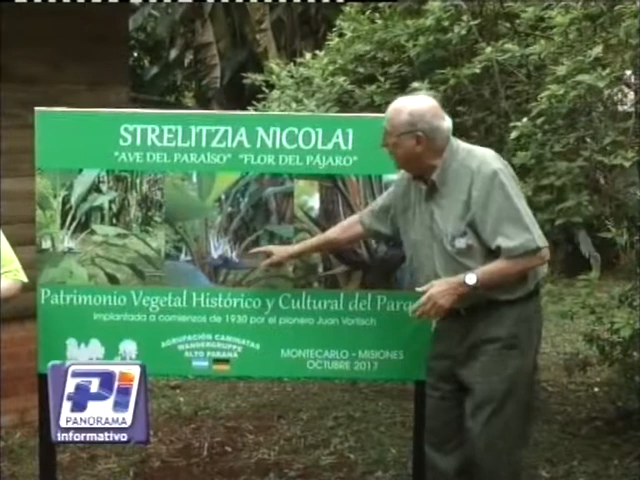 STRELITZIA NICOLAI
"AVE DEL PARAÍSO" "FLOR DEL PÁJARO"
Patrimonio Vegetal Histórico y Cultural del
Implantada a comienzos de 1930 por el pionero Juan Vortisch
AGRUPACIÓN CAMINATAS
WANDERGRUPPE
ALTO PARANÁ
MONTECARLO - MISIONES
OCTUBRE 2017
Pi
PANORAMA
informativo